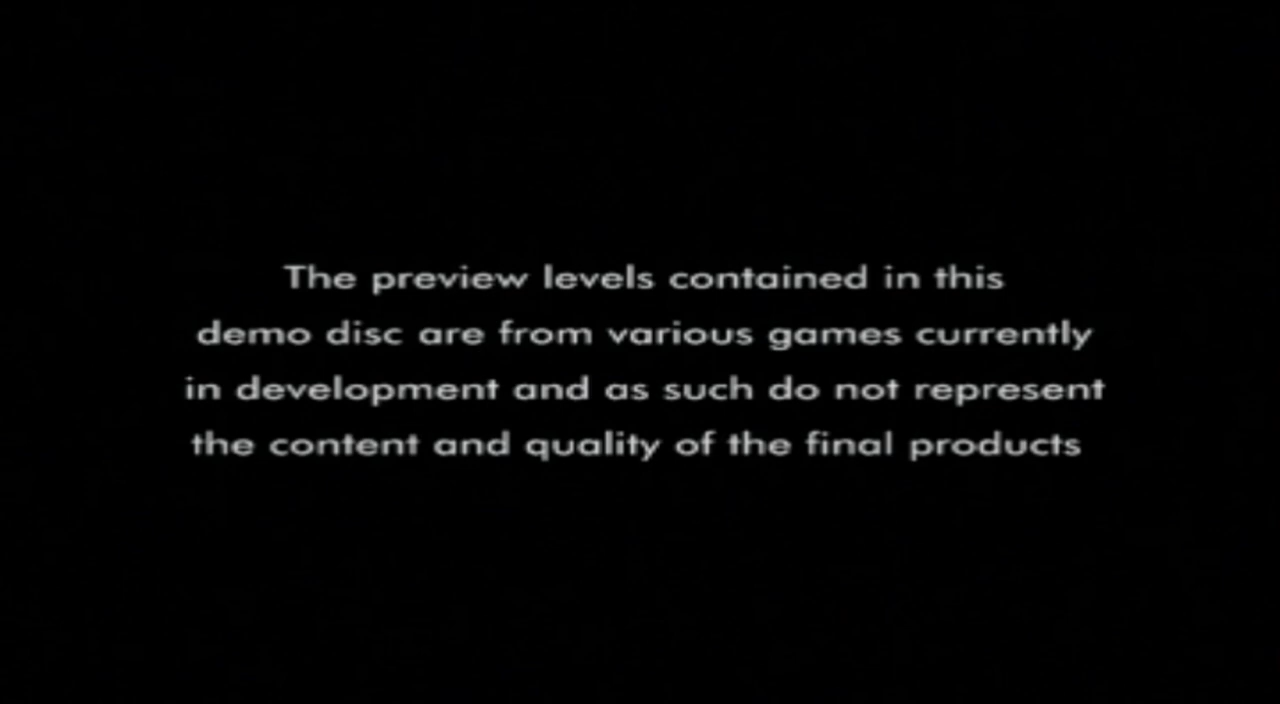 The preview levels contained in this
demo disc are from various games currently
in development and as such do not represent
the content and quality of the final products